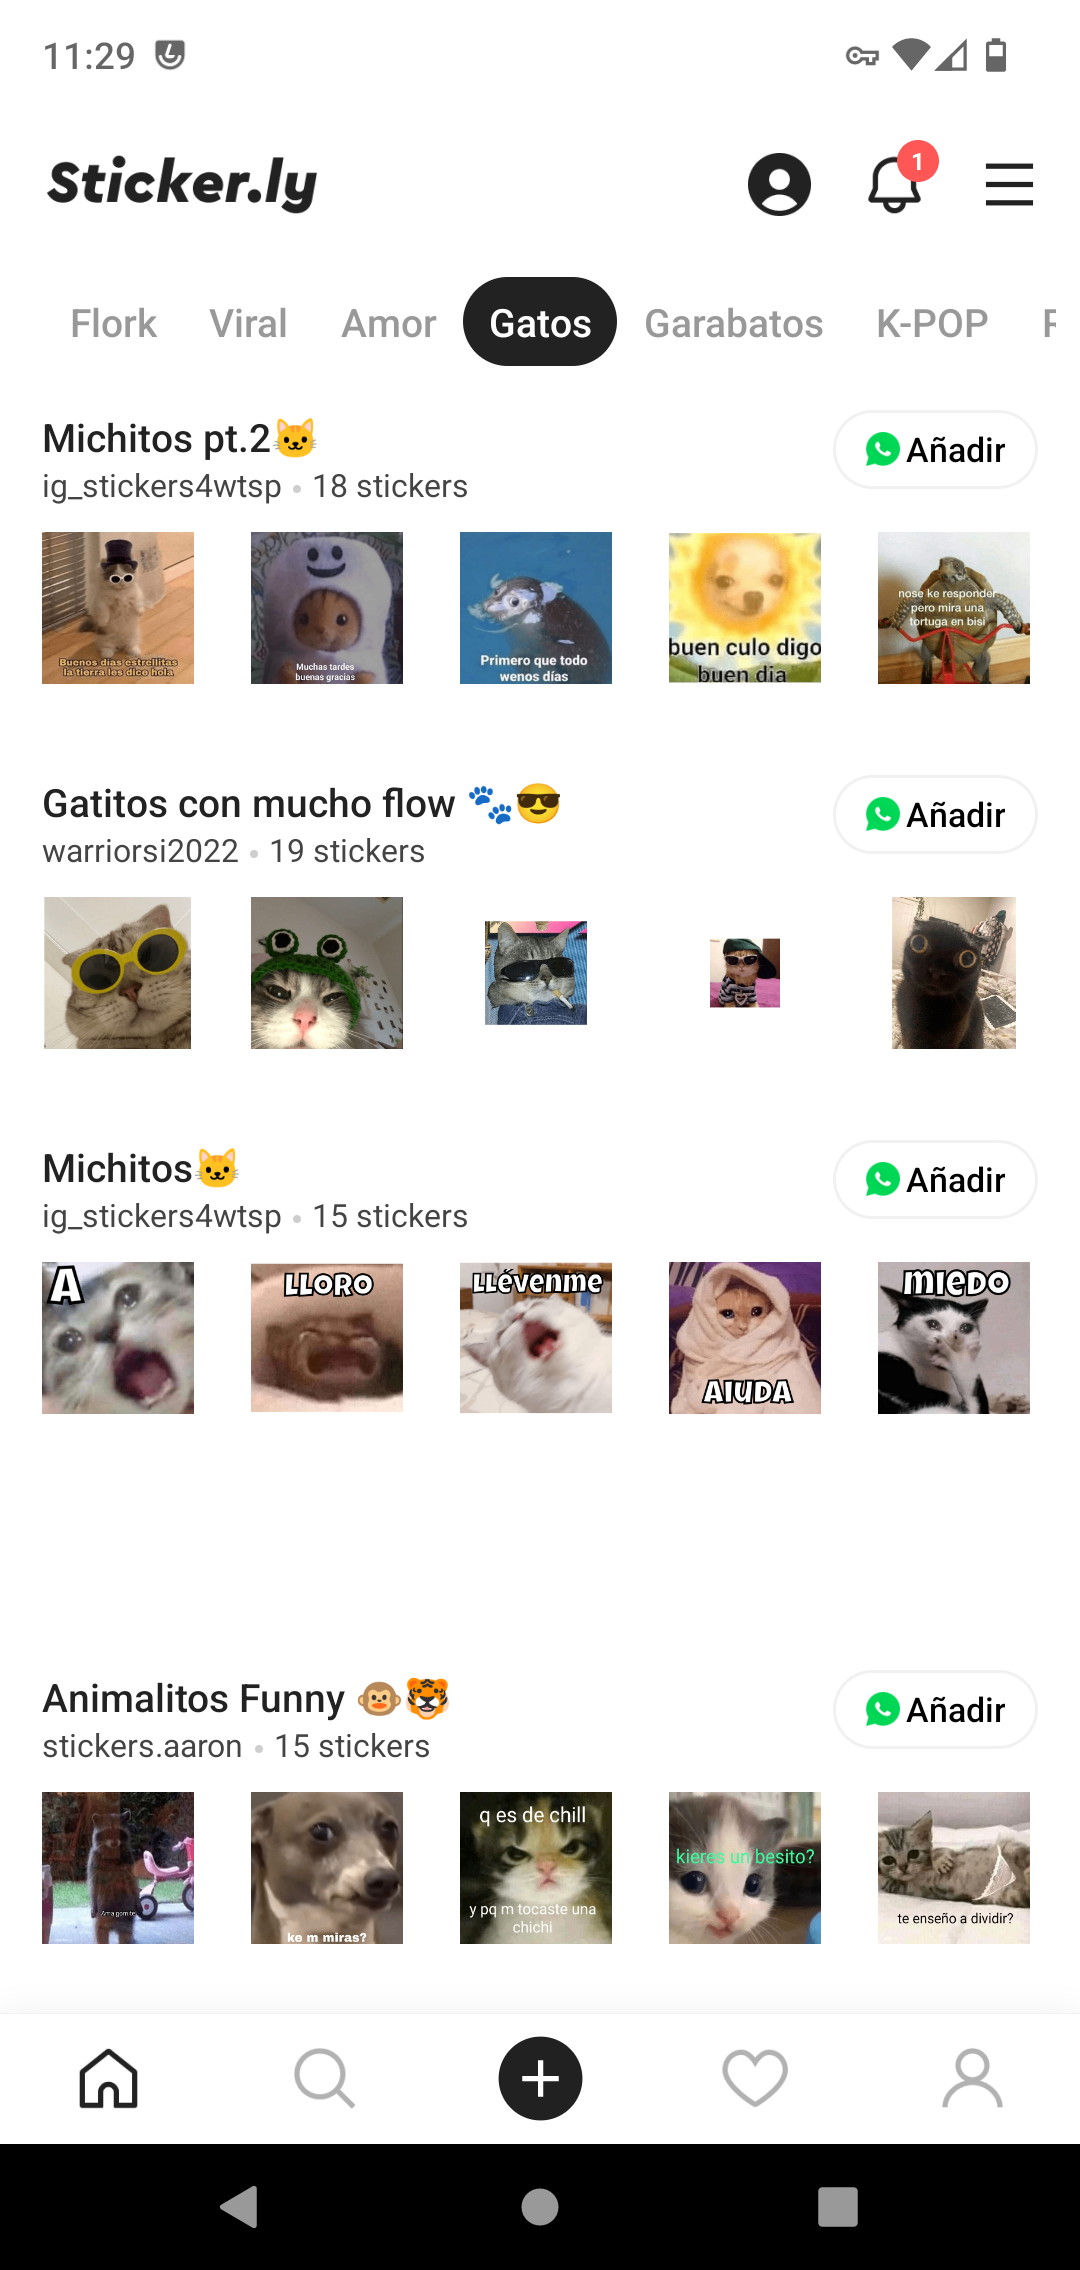 11:29
Sticker.ly
1
Flork Viral Amor Gatos Garabatos K-POP
Michitos pt.2🐱
Añadir
ig_stickers4wtsp • 18 stickers
Buenos días estrellitas
la tierra les dice hola
Muchas tardes
buenas gracias
Primero que todo
wenos días
buen culo digo
buen dia
nose ke responder
pero mira una
tortuga en bisi
Gatitos con mucho flow 🐾😎
Añadir
warriorsi2022 • 19 stickers
Michitos🐱
Añadir
ig_stickers4wtsp • 15 stickers
A
LLORO
LLévenme
AIUDA
MIEDO
Animalitos Funny 🐵🐯
Añadir
stickers.aaron • 15 stickers
ke m miras?
q es de chill
y pq m tocaste una
chichi
kieres un besito?
te enseño a dividir?